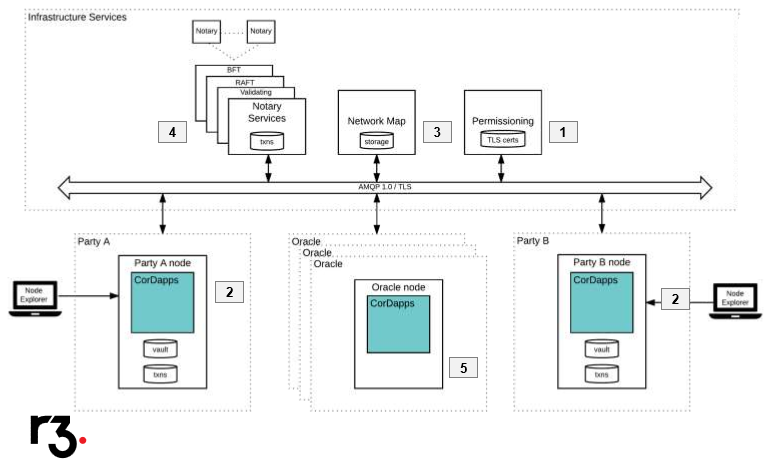 Infrastructure Services
Notary
Notary
BFT
RAFT
Validating
Notary
Services
txns
4
Network Map
storage
3
Permissioning
TLS certs
1
AMQP 1.0 / TLS
Party A
Party A node
CorDapps
vault
txns
2
Node
Explorer
Oracle
Oracle
Oracle
Oracle node
CorDapps
5
Party B
Party B node
CorDapps
vault
txns
2
Node
Explorer
r3.